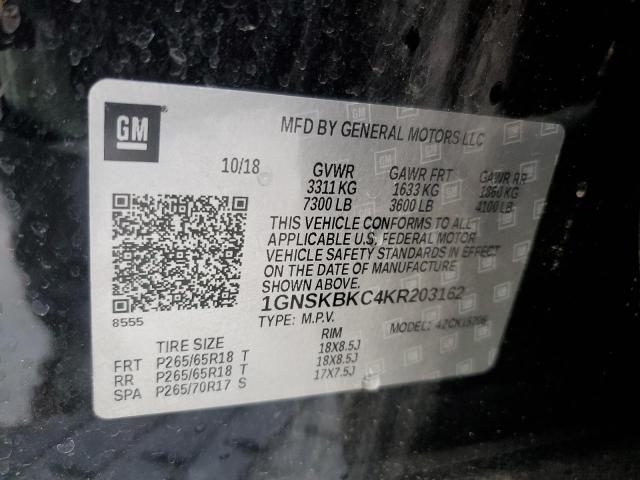 GM
MFD BY GENERAL MOTORS LLC
10/18 GVWR GAWR FRT GAWR RR
3311 KG 1633 KG 1860 KG
7300 LB 3600 LB 4100 LB
THIS VEHICLE CONFORMS TO ALL
APPLICABLE U.S. FEDERAL MOTOR
VEHICLE SAFETY STANDARDS IN EFFECT
ON THE DATE OF MANUFACTURE
SHOWN ABOVE.
1GNSKBKC4KR203162
8555
TYPE: M.P.V. MODEL:
TIRE SIZE RIM
FRT P265/65R18 T 18X8.5J
RR P265/65R18 T 18X8.5J
SPA P265/70R17 S 17X7.5J